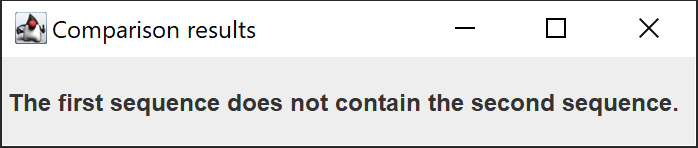 Comparison results
The first sequence does not contain the second sequence.